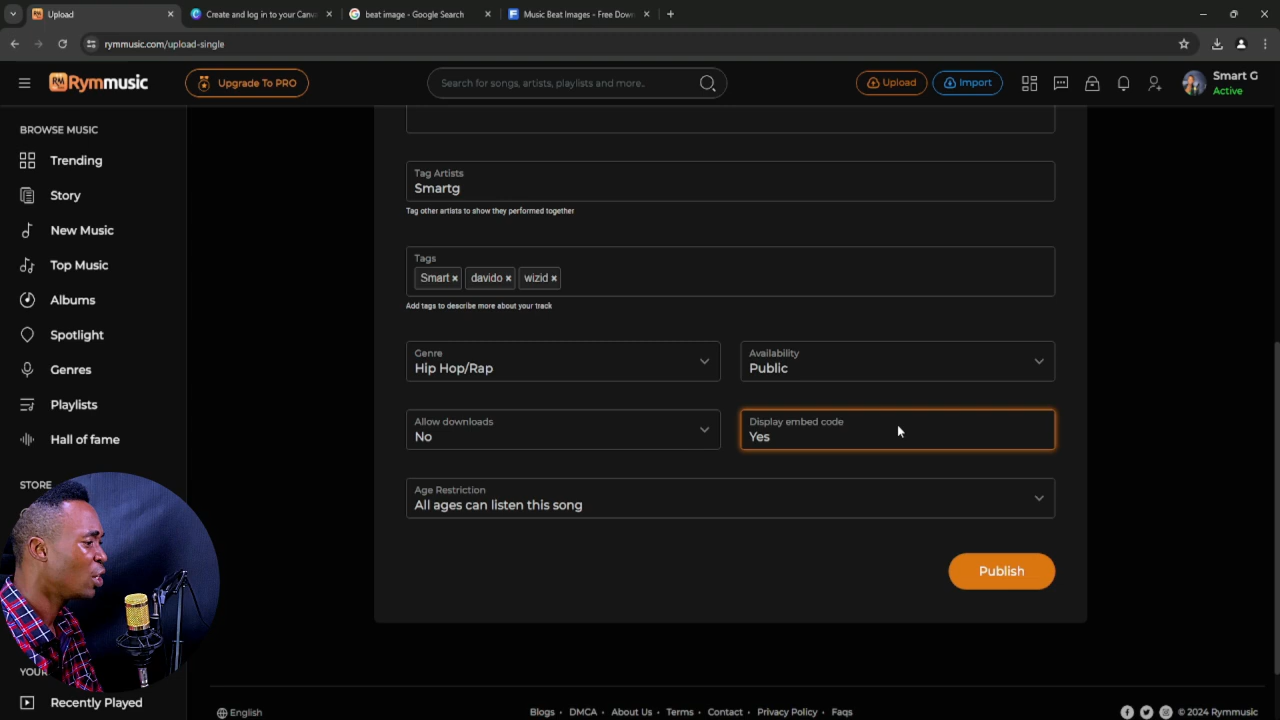 Upload
Create and log in to your Canv
beat image - Google Search
Music Beat Images - Free Dow
rymmusic.com/upload-single
RM Rymmusic
Upgrade To PRO
Search for songs, artists, playlists and more.
Upload
Import
Smart G
Active
BROWSE MUSIC
Trending
Story
New Music
Top Music
Albums
Spotlight
Genres
Playlists
Hall of fame
STORE
YOUR
Recently Played
Tag Artists
Smartg
Tag other artists to show they performed together
Tags
Smart × davido × wizid ×
Add tags to describe more about your track
Genre
Hip Hop/Rap
Availability
Public
Allow downloads
No
Display embed code
Yes
Age Restriction
All ages can listen this song
Publish
English
Blogs · DMCA · About Us · Terms · Contact · Privacy Policy · Faqs
© 2024 Rymmusic